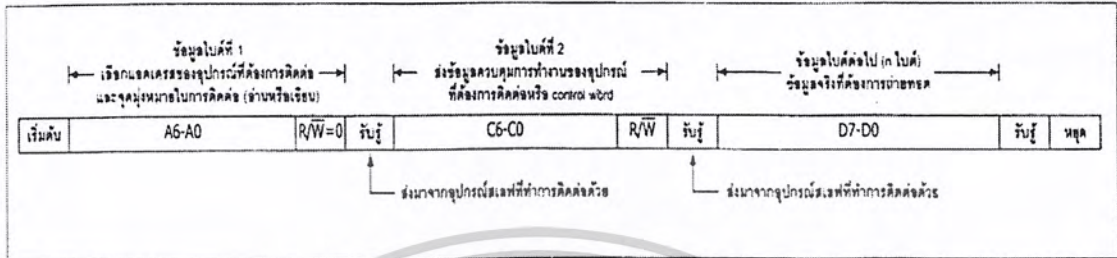 ข้อมูลไบต์ที่ 1
เลือกแอดเดรสของอุปกรณ์ที่ต้องการติดต่อ
และจุดมุ่งหมายในการติดต่อ (อ่านหรือเขียน)
ข้อมูลไบต์ที่ 2
ส่งข้อมูลควบคุมการทำงานของอุปกรณ์
ที่ต้องการติดต่อหรือ control word
ข้อมูลไบต์ต่อไป (n ไบต์)
ข้อมูลจริงที่ต้องการถ่ายทอด
เริ่มต้น A6-A0 R/W̅=0 รับรู้ C6-C0 R/W̅ รับรู้ D7-D0 รับรู้ หยุด
ส่งมาจากอุปกรณ์สเลฟที่ทำการติดต่อด้วย
ส่งมาจากอุปกรณ์สเลฟที่ทำการติดต่อด้วย